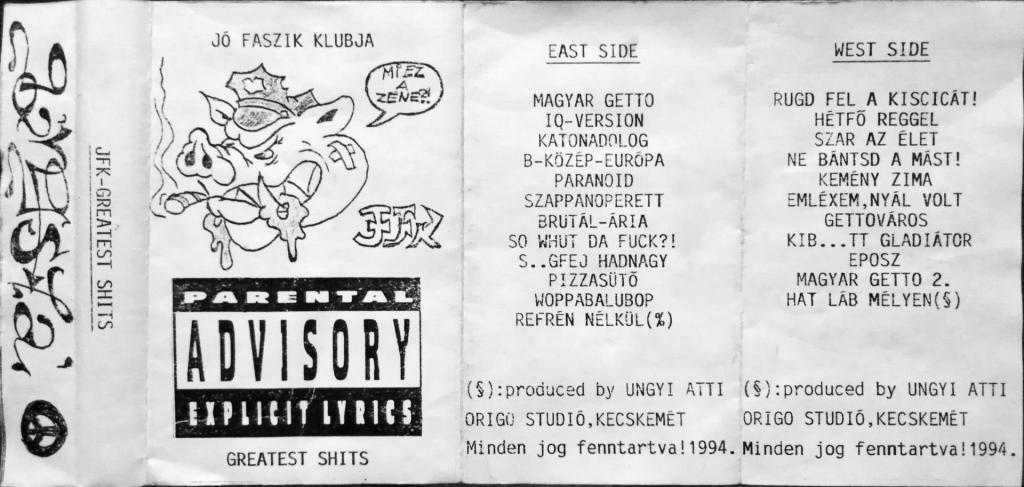 JFK-GREATEST SHITS
JÓ FASZIK KLUBJA
MI EZ
A
ZENE?!
JFK
PARENTAL
ADVISORY
EXPLICIT LYRICS
GREATEST SHITS
EAST SIDE
MAGYAR GETTO
IQ-VERSION
KATONADOLOG
B-KÖZÉP-EURÓPA
PARANOID
SZAPPANOPERETT
BRUTÁL-ÁRIA
SO WHUT DA FUCK?!
S..GFEJ HADNAGY
PIZZASÜTŐ
WOPPABALUBOP
REFRÉN NÉLKÜL(%)
(§):produced by UNGYI ATTI
ORIGO STUDIÓ,KECSKEMÉT
Minden jog fenntartva!1994.
WEST SIDE
RUGD FEL A KISCICÁT!
HÉTFŐ REGGEL
SZAR AZ ÉLET
NE BÁNTSD A MÁST!
KEMÉNY ZIMA
EMLÉXEM,NYÁL VOLT
GETTOVÁROS
KIB...TT GLADIÁTOR
EPOSZ
MAGYAR GETTO 2.
HAT LÁB MÉLYEN(§)
(§):produced by UNGYI ATTI
ORIGO STUDIÓ,KECSKEMÉT
Minden jog fenntartva!1994.